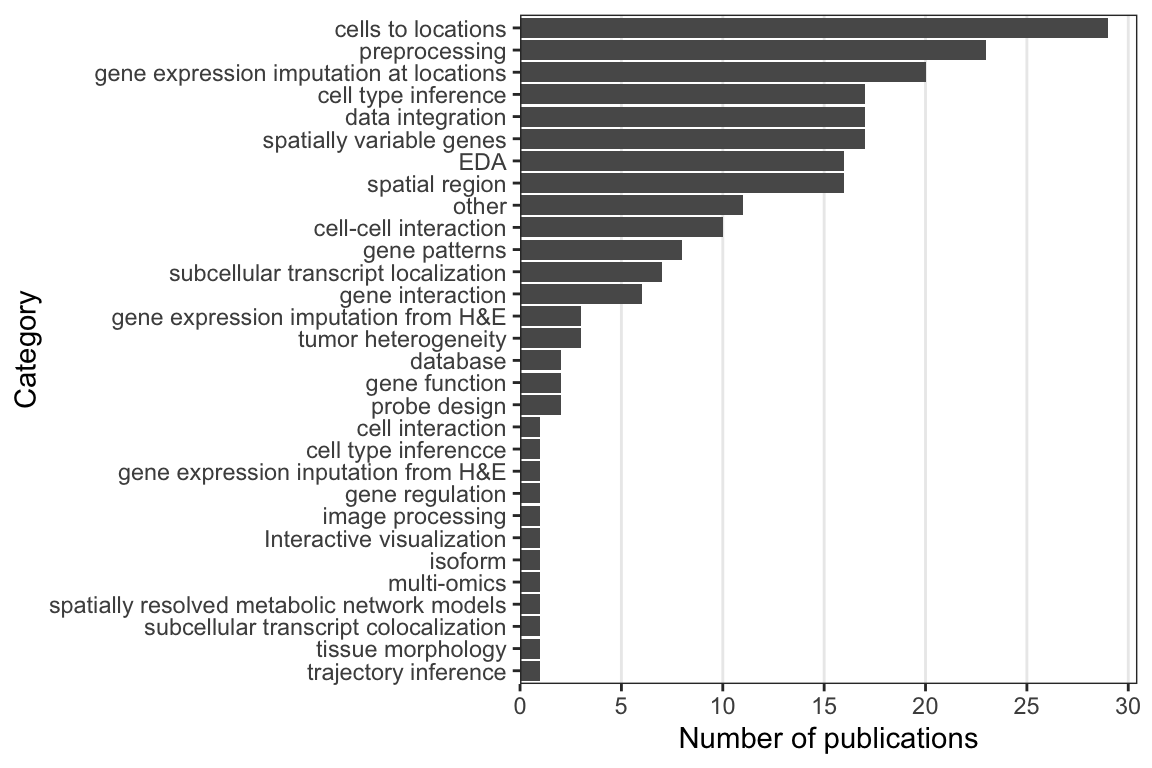 cells to locations
preprocessing
gene expression imputation at locations
cell type inference
data integration
spatially variable genes
EDA
spatial region
other
cell-cell interaction
gene patterns
subcellular transcript localization
gene interaction
gene expression imputation from H&E
tumor heterogeneity
database
gene function
probe design
cell interaction
cell type inferencce
gene expression inputation from H&E
gene regulation
image processing
Interactive visualization
isoform
multi-omics
spatially resolved metabolic network models
subcellular transcript colocalization
tissue morphology
trajectory inference
Category
0 5 10 15 20 25 30
Number of publications